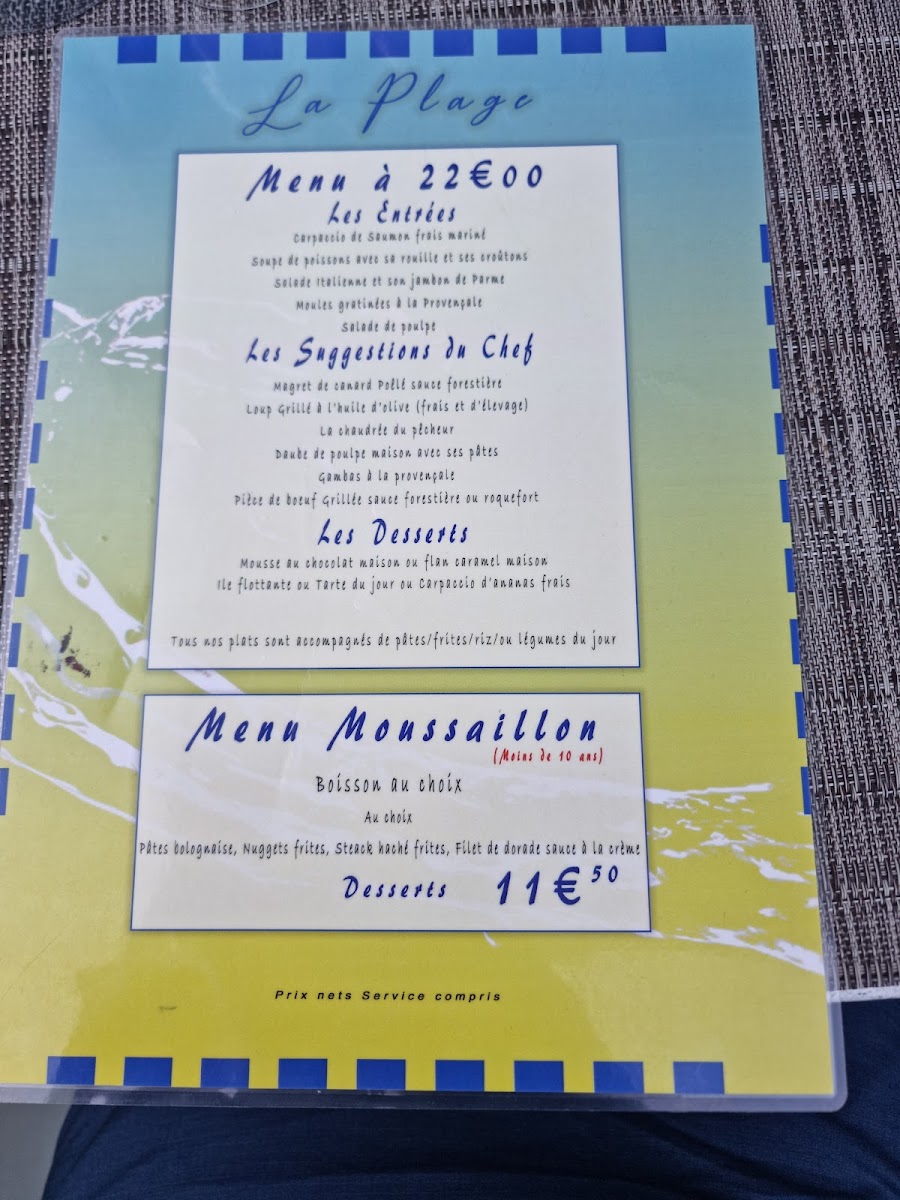 La Plage
Menu à 22€00
Les Entrées
Carpaccio de Saumon frais mariné
Soupe de poissons avec sa rouille et ses croûtons
Salade Italienne et son jambon de Parme
Moules gratinées à la Provençale
Salade de poulpe
Les Suggestions du Chef
Magret de canard Poêlé sauce forestière
Loup Grillé à l'huile d'olive (frais et d'élevage)
La chaudrée du pêcheur
Daube de poulpe maison avec ses pâtes
Gambas à la provençale
Pièce de boeuf Grillée sauce forestière ou roquefort
Les Desserts
Mousse au chocolat maison ou flan caramel maison
Ile flottante ou Tarte du jour ou Carpaccio d'ananas frais
Tous nos plats sont accompagnés de pâtes/frites/riz/ou légumes du jour
Menu Moussaillon
(Moins de 10 ans)
Boisson au choix
Au choix
Pâtes bolognaise, Nuggets frites, Steack haché frites, Filet de dorade sauce à la crème
Desserts 11€50
Prix nets Service compris